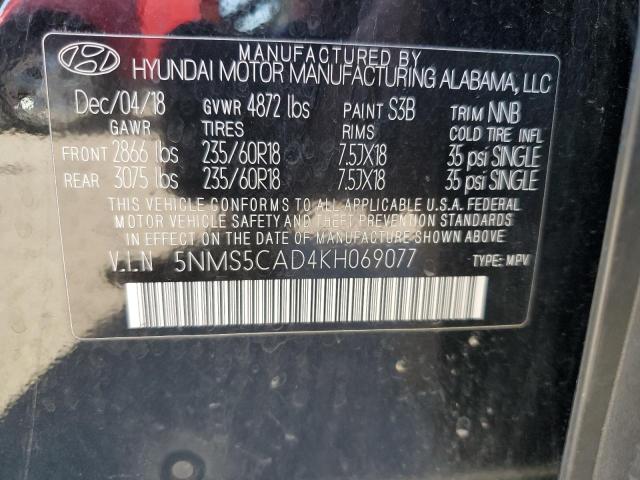 MANUFACTURED BY
HYUNDAI MOTOR MANUFACTURING ALABAMA, LLC
Dec/04/18 GVWR 4872 lbs PAINT S3B TRIM NNB
GAWR TIRES RIMS COLD TIRE INFL
FRONT 2866 lbs 235/60R18 7.5JX18 35 psi SINGLE
REAR 3075 lbs 235/60R18 7.5JX18 35 psi SINGLE
THIS VEHICLE CONFORMS TO ALL APPLICABLE U.S.A. FEDERAL
MOTOR VEHICLE SAFETY AND THEFT PREVENTION STANDARDS
IN EFFECT ON THE DATE OF MANUFACTURE SHOWN ABOVE.
V.I.N 5NMS5CAD4KH069077 TYPE: MPV